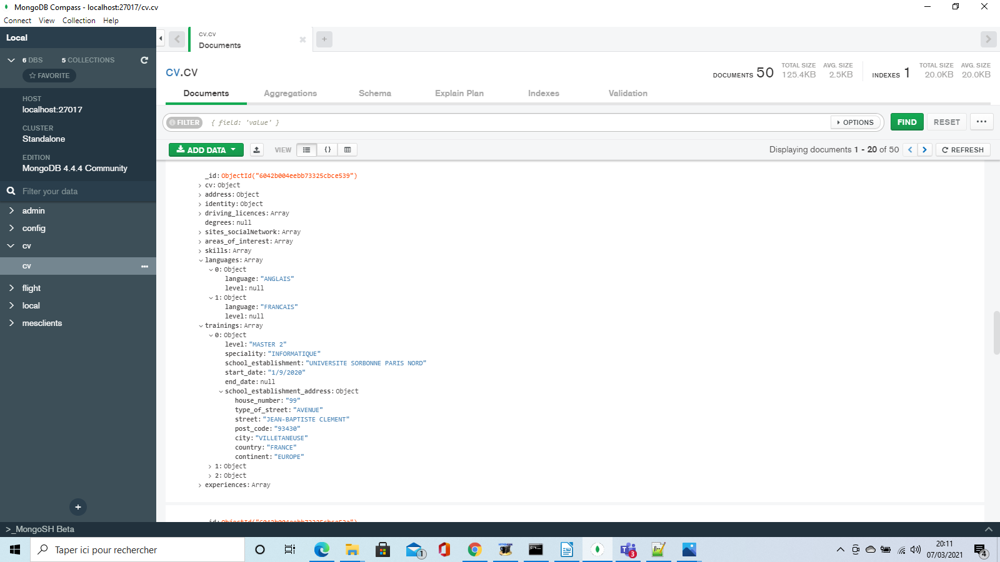 MongoDB Compass - localhost:27017/cv.cv
Connect View Collection Help
Local
6 DBS 5 COLLECTIONS
FAVORITE
HOST
localhost:27017
CLUSTER
Standalone
EDITION
MongoDB 4.4.4 Community
Filter your data
admin
config
cv
cv
flight
local
mesclients
cv.cv
Documents
CV.CV
DOCUMENTS 50 TOTAL SIZE 125.4KB AVG. SIZE 2.5KB INDEXES 1 TOTAL SIZE 20.0KB AVG. SIZE 20.0KB
Documents Aggregations Schema Explain Plan Indexes Validation
FILTER { field: 'value' } OPTIONS FIND RESET
ADD DATA VIEW {} Displaying documents 1 - 20 of 50 REFRESH
_id: ObjectId("6042b004eebb73325cbce539")
cv: Object
address: Object
identity: Object
driving_licences: Array
degrees: null
sites_socialNetwork: Array
areas_of_interest: Array
skills: Array
languages: Array
0: Object
language: "ANGLAIS"
level: null
1: Object
language: "FRANCAIS"
level: null
trainings: Array
0: Object
level: "MASTER 2"
speciality: "INFORMATIQUE"
school_establishment: "UNIVERSITE SORBONNE PARIS NORD"
start_date: "1/9/2020"
end_date: null
school_establishment_address: Object
house_number: "99"
type_of_street: "AVENUE"
street: "JEAN-BAPTISTE CLEMENT"
post_code: "93430"
city: "VILLETANEUSE"
country: "FRANCE"
continent: "EUROPE"
1: Object
2: Object
experiences: Array
>_MongoSH Beta
Taper ici pour rechercher
1
3
20:11
07/03/2021
4